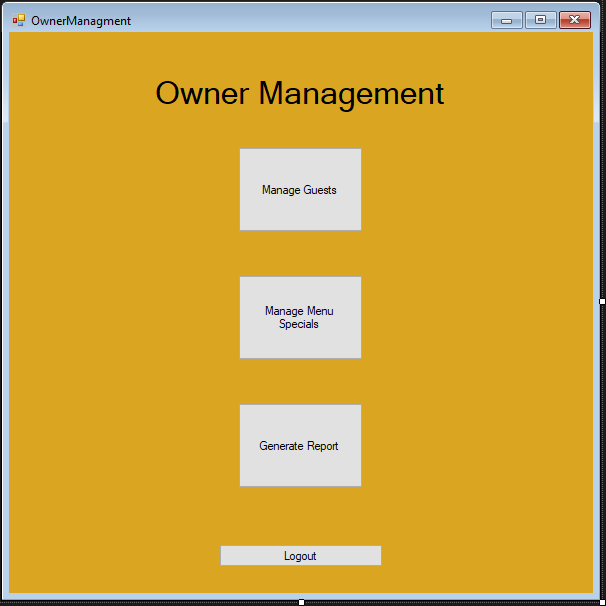 OwnerManagment
Owner Management
Manage Guests
Manage Menu
Specials
Generate Report
Logout